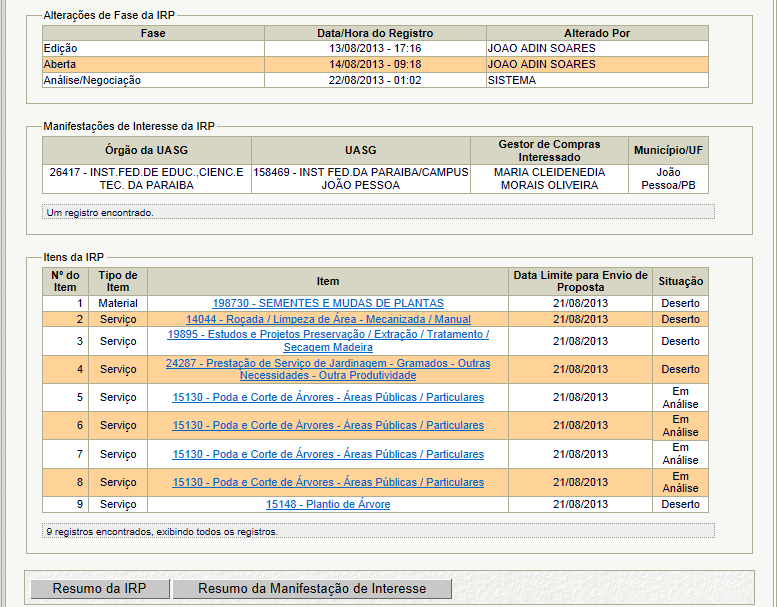 Alterações de Fase da IRP
Fase Data/Hora do Registro Alterado Por
Edição 13/08/2013 - 17:16 JOAO ADIN SOARES
Aberta 14/08/2013 - 09:18 JOAO ADIN SOARES
Análise/Negociação 22/08/2013 - 01:02 SISTEMA
Manifestações de Interesse da IRP
Órgão da UASG UASG Gestor de Compras Interessado Município/UF
26417 - INST.FED.DE EDUC.,CIENC.E 158469 - INST FED.DA PARAIBA/CAMPUS MARIA CLEIDENEDIA João
TEC. DA PARAIBA JOÃO PESSOA MORAIS OLIVEIRA Pessoa/PB
Um registro encontrado.
Itens da IRP
Nº do Tipo de Item Data Limite para Envio de Situação
Item Item Proposta
1 Material 198730 - SEMENTES E MUDAS DE PLANTAS 21/08/2013 Deserto
2 Serviço 14044 - Roçada / Limpeza de Área - Mecanizada / Manual 21/08/2013 Deserto
3 Serviço 19895 - Estudos e Projetos Preservação / Extração / Tratamento / 21/08/2013 Deserto
Secagem Madeira
4 Serviço 24287 - Prestação de Serviço de Jardinagem - Gramados - Outras 21/08/2013 Deserto
Necessidades - Outra Produtividade
5 Serviço 15130 - Poda e Corte de Árvores - Áreas Públicas / Particulares 21/08/2013 Em
Análise
6 Serviço 15130 - Poda e Corte de Árvores - Áreas Públicas / Particulares 21/08/2013 Em
Análise
7 Serviço 15130 - Poda e Corte de Árvores - Áreas Públicas / Particulares 21/08/2013 Em
Análise
8 Serviço 15130 - Poda e Corte de Árvores - Áreas Públicas / Particulares 21/08/2013 Em
Análise
9 Serviço 15148 - Plantio de Árvore 21/08/2013 Deserto
9 registros encontrados, exibindo todos os registros.
Resumo da IRP Resumo da Manifestação de Interesse